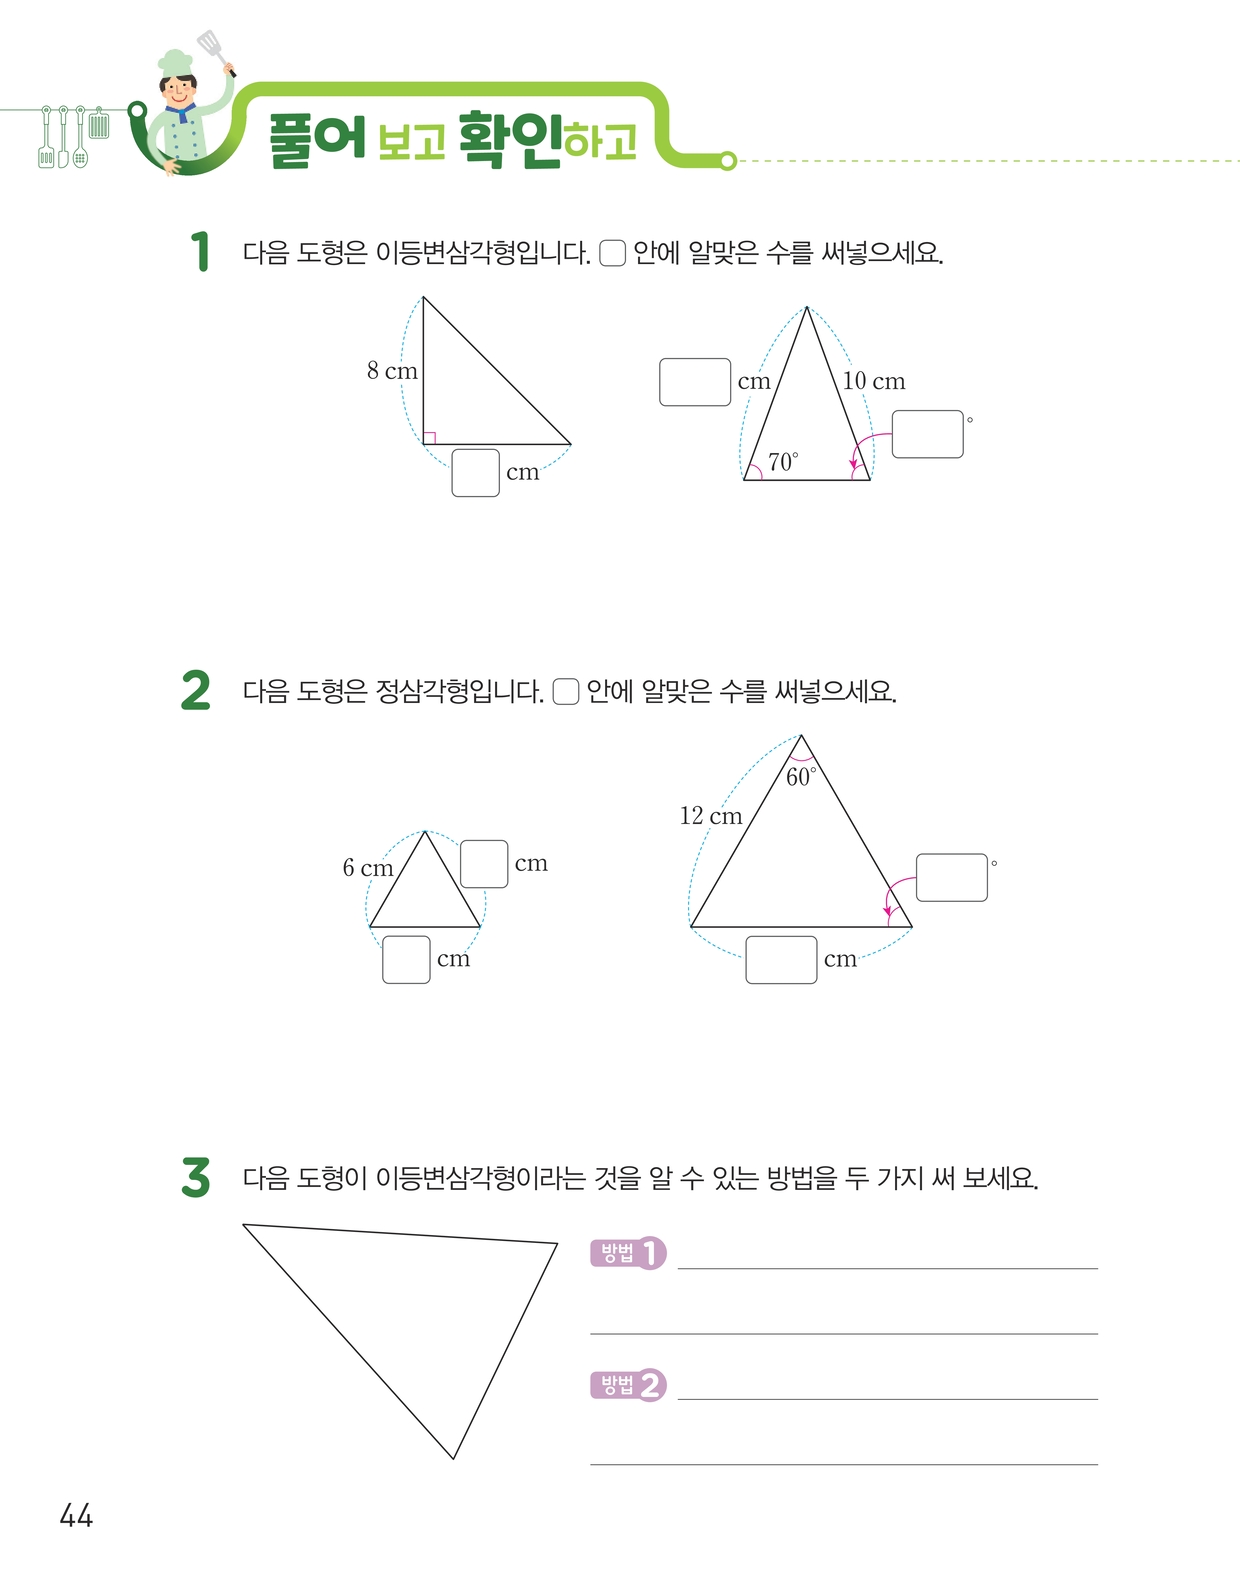 풀어 보고 확인하고
1 다음 도형은 이등변삼각형입니다. □ 안에 알맞은 수를 써넣으세요.
8 cm
cm
cm
10 cm
70°
°
2 다음 도형은 정삼각형입니다. □ 안에 알맞은 수를 써넣으세요.
6 cm
cm
cm
60°
12 cm
°
cm
3 다음 도형이 이등변삼각형이라는 것을 알 수 있는 방법을 두 가지 써 보세요.
방법 1
방법 2
44